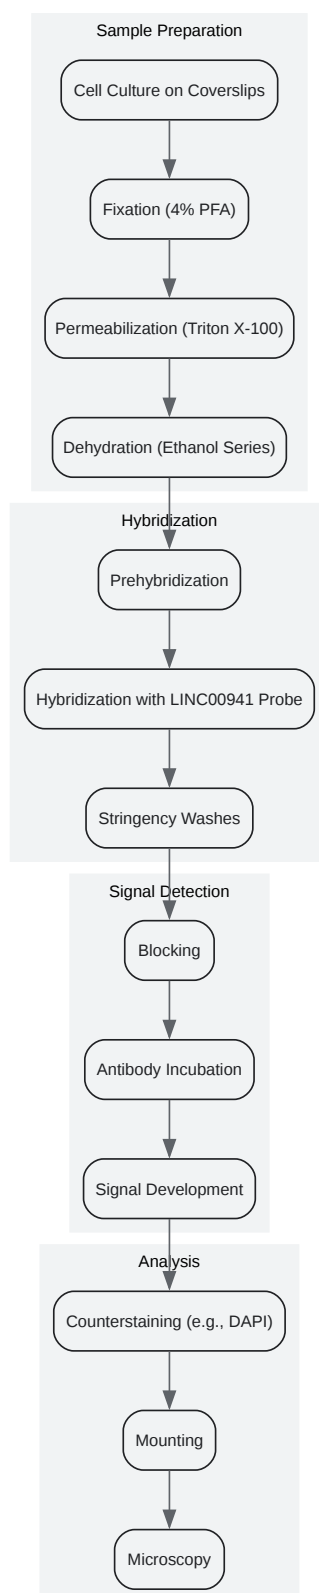 Sample Preparation
Cell Culture on Coverslips
Fixation (4% PFA)
Permeabilization (Triton X-100)
Dehydration (Ethanol Series)
Hybridization
Prehybridization
Hybridization with LINC00941 Probe
Stringency Washes
Signal Detection
Blocking
Antibody Incubation
Signal Development
Analysis
Counterstaining (e.g., DAPI)
Mounting
Microscopy